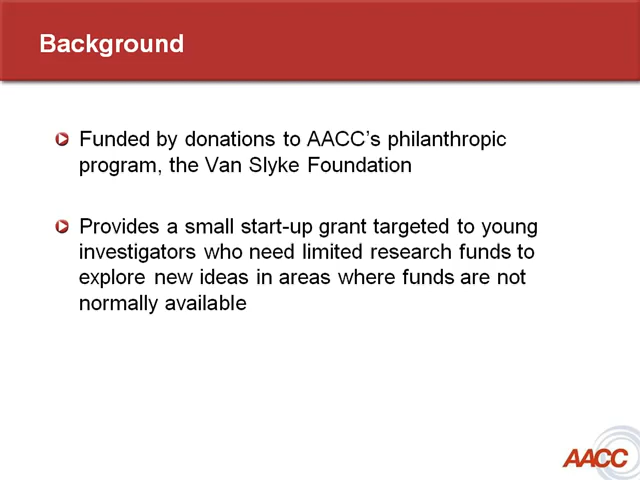 Background
Funded by donations to AACC's philanthropic
program, the Van Slyke Foundation
Provides a small start-up grant targeted to young
investigators who need limited research funds to
explore new ideas in areas where funds are not
normally available
AACC